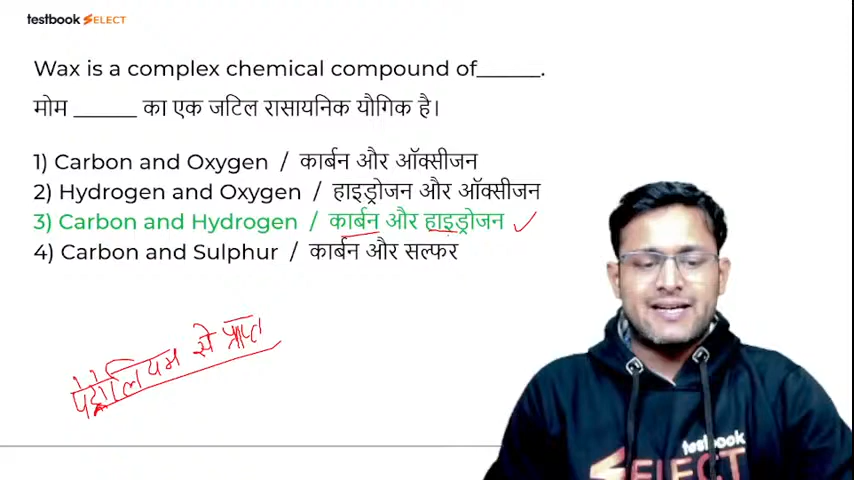 testbook SELECT
Wax is a complex chemical compound of______.
मोम ______ का एक जटिल रासायनिक यौगिक है।
1) Carbon and Oxygen / कार्बन और ऑक्सीजन
2) Hydrogen and Oxygen / हाइड्रोजन और ऑक्सीजन
3) Carbon and Hydrogen / कार्बन और हाइड्रोजन
4) Carbon and Sulphur / कार्बन और सल्फर
पेट्रोलियम से प्राप्त
testbook
SELECT